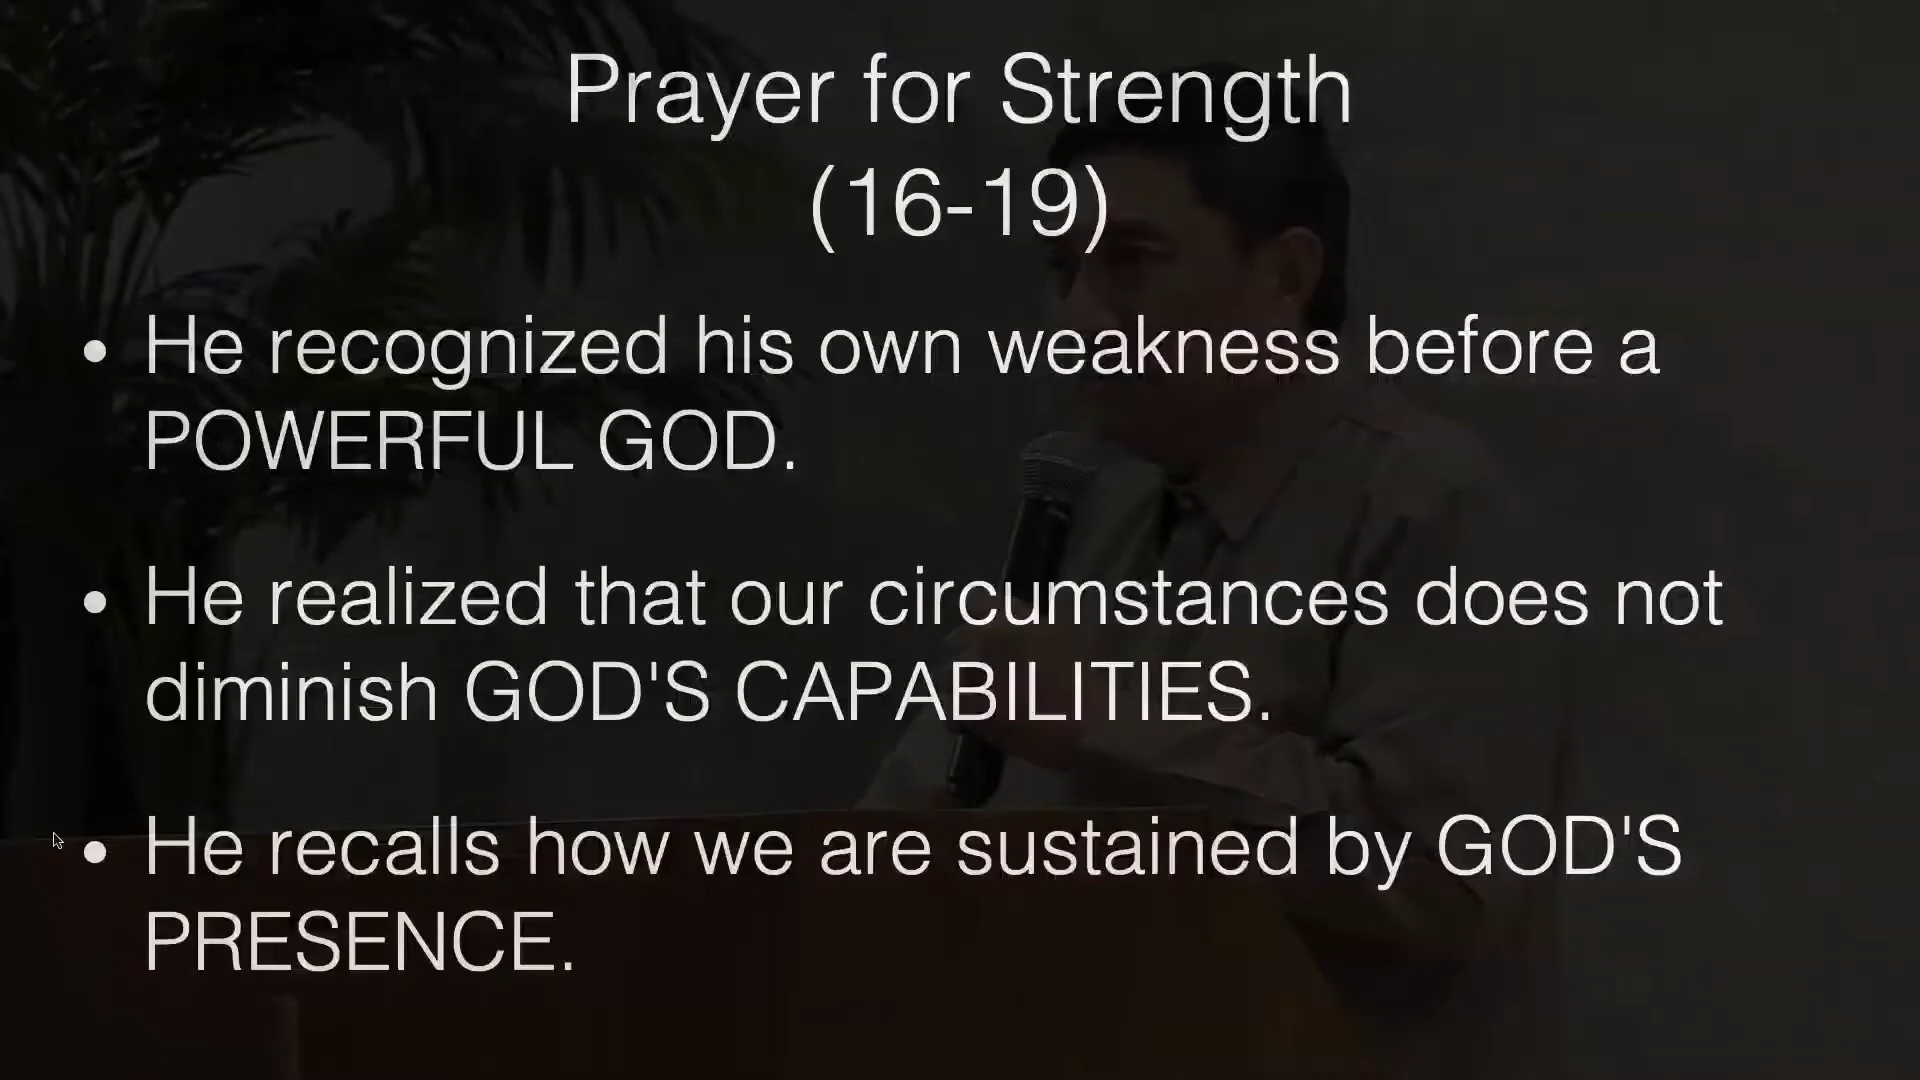 Prayer for Strength
(16-19)
• He recognized his own weakness before a
POWERFUL GOD.
• He realized that our circumstances does not
diminish GOD'S CAPABILITIES.
• He recalls how we are sustained by GOD'S
PRESENCE.